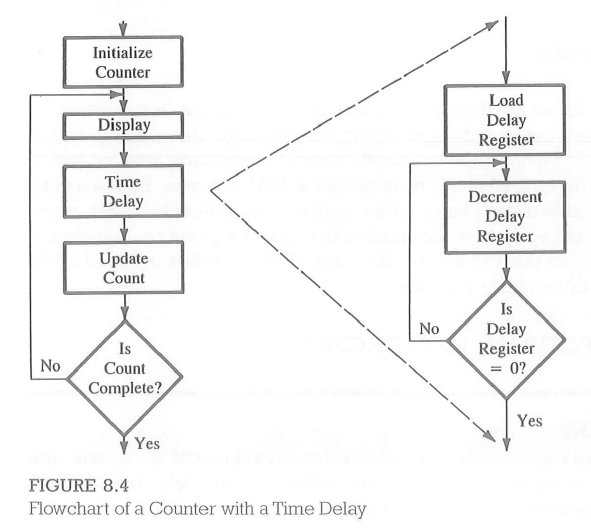 Initialize
Counter
Display
Time
Delay
Update
Count
Is
Count
Complete?
No
Yes
Load
Delay
Register
Decrement
Delay
Register
Is
Delay
Register
= 0?
No
Yes
FIGURE 8.4
Flowchart of a Counter with a Time Delay